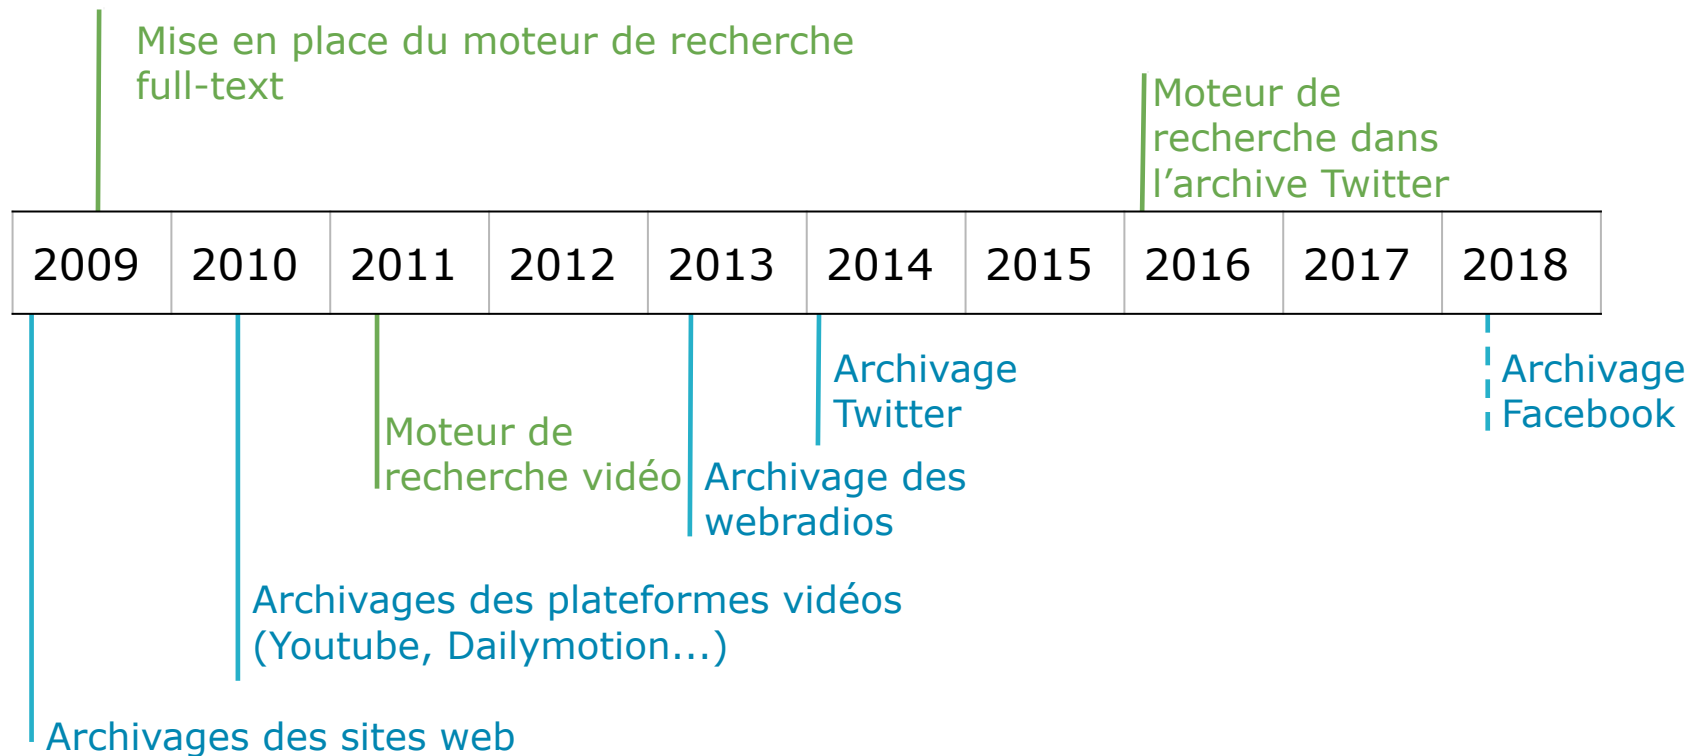 Mise en place du moteur de recherche
full-text
Moteur de
recherche dans
l’archive Twitter
2009 2010 2011 2012 2013 2014 2015 2016 2017 2018
Archivage
Twitter
Archivage
Facebook
Moteur de
recherche vidéo
Archivage des
webradios
Archivages des plateformes vidéos
(Youtube, Dailymotion...)
Archivages des sites web